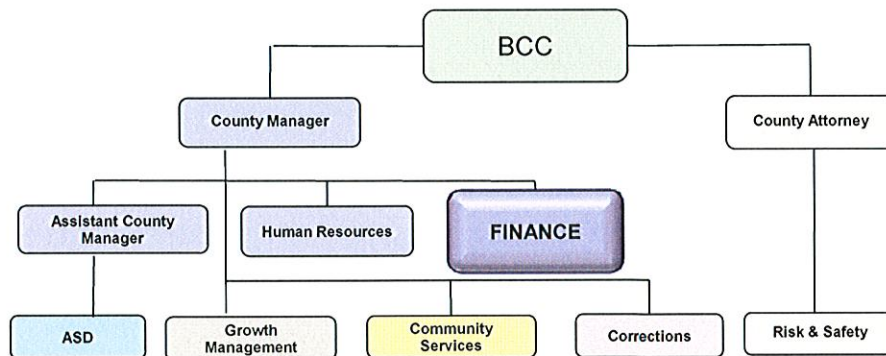 BCC
County Manager
County Attorney
Assistant County
Manager
Human Resources
FINANCE
ASD
Growth
Management
Community
Services
Corrections
Risk & Safety